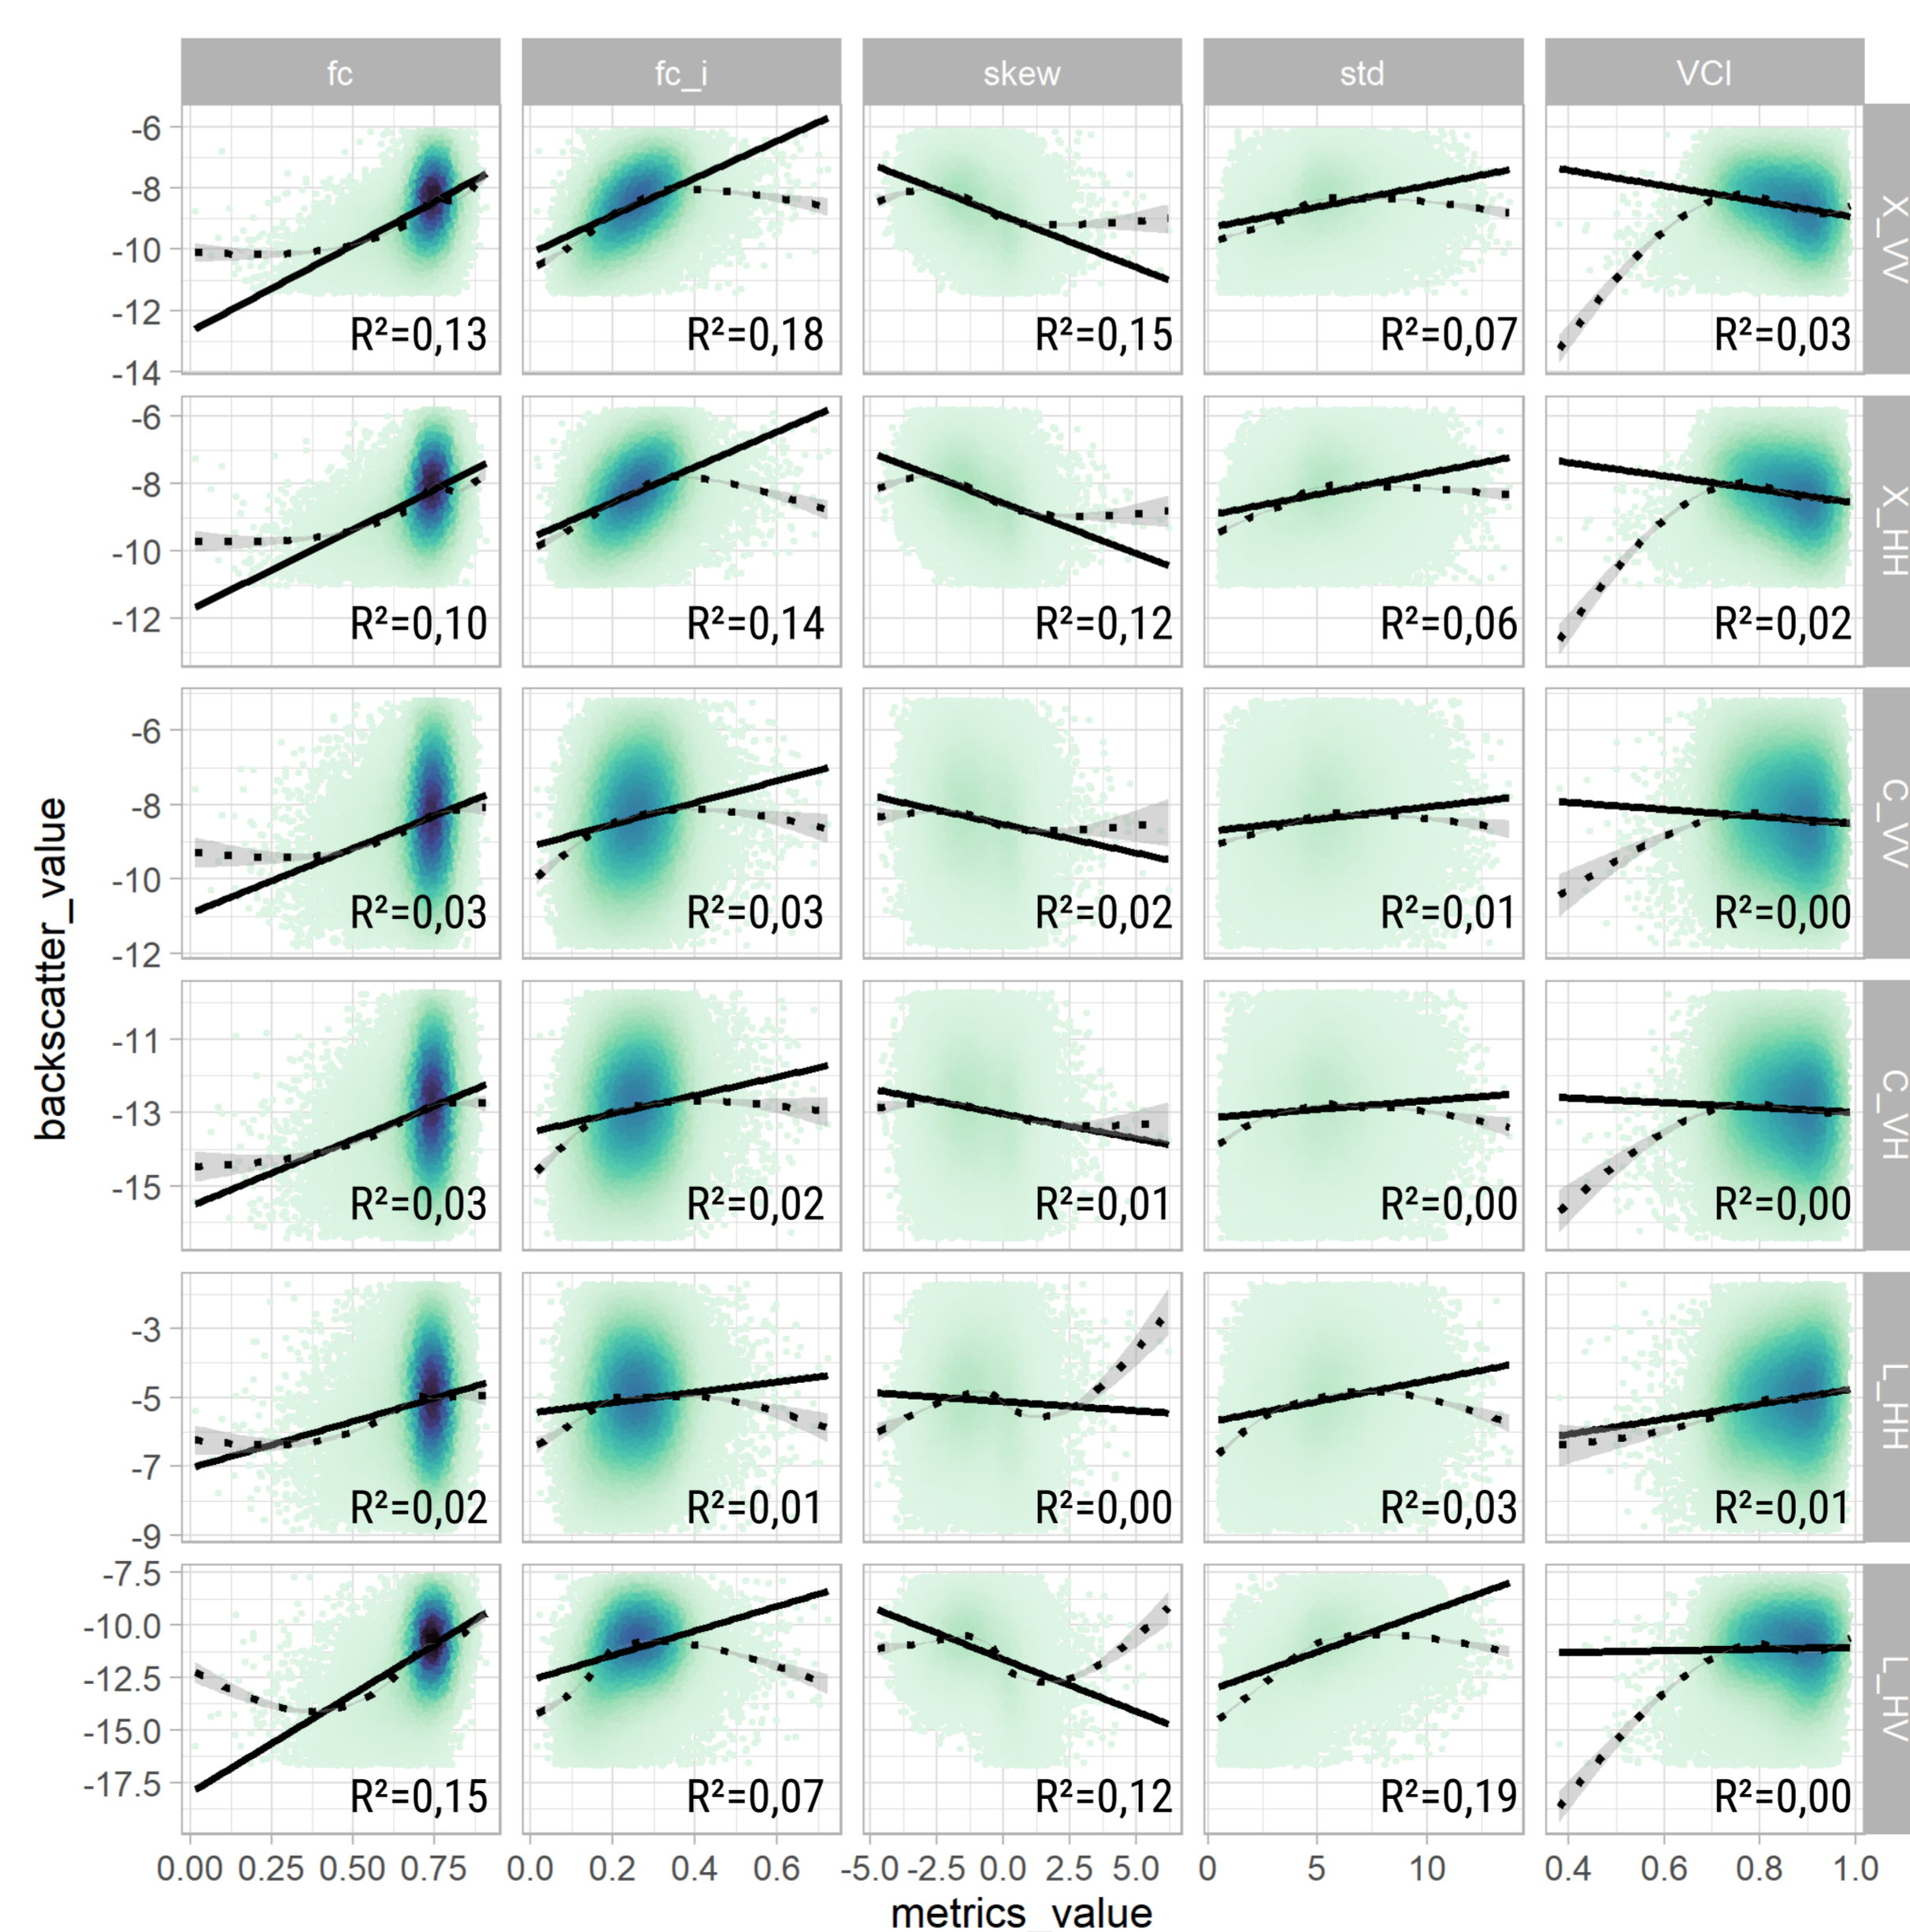 fc fc_i skew std VCI
-6
-8
-10
-12
-14
R²=0,13 R²=0,18 R²=0,15 R²=0,07 R²=0,03
X_VV
-6
-8
-10
-12
R²=0,10 R²=0,14 R²=0,12 R²=0,06 R²=0,02
X_HH
-6
-8
-10
-12
R²=0,03 R²=0,03 R²=0,02 R²=0,01 R²=0,00
C_VV
backscatter_value
-11
-13
-15
R²=0,03 R²=0,02 R²=0,01 R²=0,00 R²=0,00
C_VH
-3
-5
-7
-9
R²=0,02 R²=0,01 R²=0,00 R²=0,03 R²=0,01
L_HH
-7.5
-10.0
-12.5
-15.0
-17.5
R²=0,15 R²=0,07 R²=0,12 R²=0,19 R²=0,00
L_HV
0.00 0.25 0.50 0.75 0.0 0.2 0.4 0.6 -5.0 -2.5 0.0 2.5 5.0 0 5 10 0.4 0.6 0.8 1.0
metrics_value